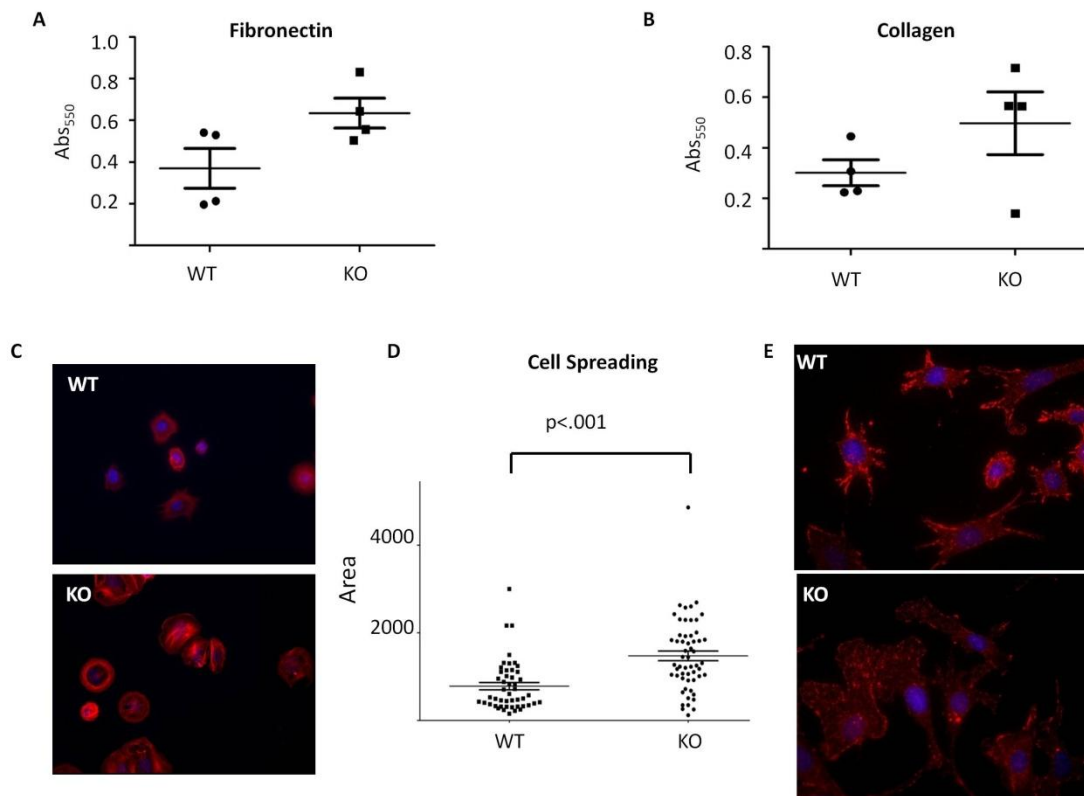 A
Fibronectin
1.0
0.8
0.6
0.4
0.2
Abs550
WT
KO
B
Collagen
0.8
0.6
0.4
0.2
Abs550
WT
KO
C
WT
KO
D
Cell Spreading
p<.001
4000
2000
Area
WT
KO
E
WT
KO